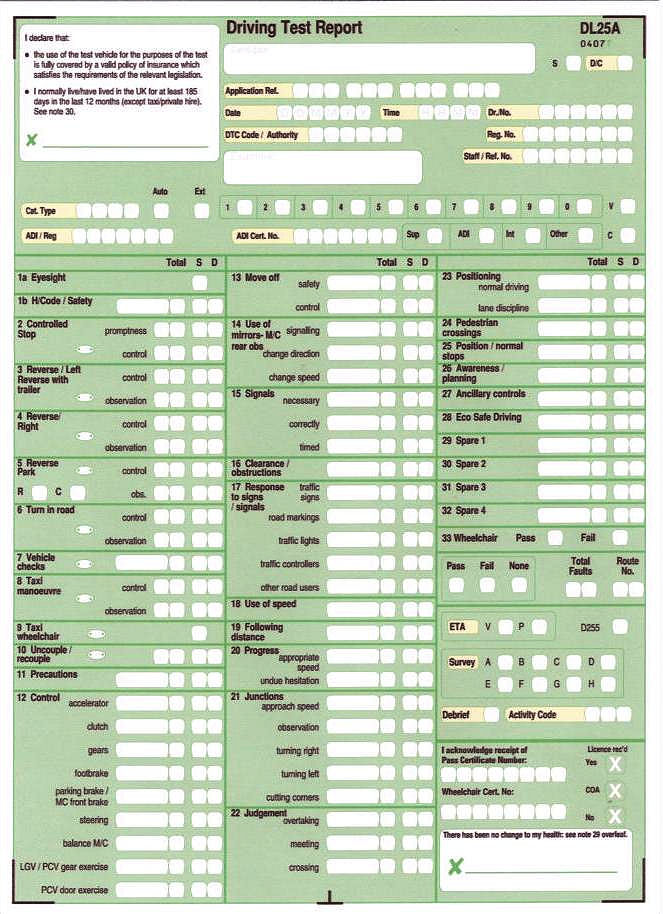 Driving Test Report
DL25A
0407
I declare that:
• the use of the test vehicle for the purposes of the test
is fully covered by a valid policy of insurance which
satisfies the requirements of the relevant legislation.
• I normally live/have lived in the UK for at least 185
days in the last 12 months (except taxi/private hire).
See note 30.
✗
Candidate
S D/C
Application Ref.
Date Time Dr./No.
DTC Code / Authority Reg. No.
Staff / Ref. No.
Auto Ext
Cat. Type
1 2 3 4 5 6 7 8 9 0 V
ADI / Reg
ADI Cert. No. Sup ADI Int Other C
Total S D
1a Eyesight
1b H/Code / Safety
2 Controlled
Stop
promptness
control
3 Reverse / Left
Reverse with
trailer
control
observation
4 Reverse/
Right
control
observation
5 Reverse
Park
control
R C obs.
6 Turn in road
control
observation
7 Vehicle
checks
8 Taxi
manoeuvre
control
observation
9 Taxi
wheelchair
10 Uncouple /
recouple
11 Precautions
12 Control
accelerator
clutch
gears
footbrake
parking brake /
MC front brake
steering
balance M/C
LGV / PCV gear exercise
PCV door exercise
Total S D
13 Move off
safety
control
14 Use of
mirrors- M/C
rear obs
signalling
change direction
change speed
15 Signals
necessary
correctly
timed
16 Clearance /
obstructions
17 Response
to signs
/ signals
traffic
signs
road markings
traffic lights
traffic controllers
other road users
18 Use of speed
19 Following
distance
20 Progress
appropriate
speed
undue hesitation
21 Junctions
approach speed
observation
turning right
turning left
cutting corners
22 Judgement
overtaking
meeting
crossing
Total S D
23 Positioning
normal driving
lane discipline
24 Pedestrian
crossings
25 Position / normal
stops
26 Awareness /
planning
27 Ancillary controls
28 Eco Safe Driving
29 Spare 1
30 Spare 2
31 Spare 3
32 Spare 4
33 Wheelchair Pass Fail
Pass Fail None
Total
Faults
Route
No.
ETA V P D255
Survey A B C D
E F G H
Debrief Activity Code
I acknowledge receipt of
Pass Certificate Number:
Licence rec'd
Yes X
Wheelchair Cert. No:
COA X
No X
There has been no change to my health: see note 29 overleaf.
✗